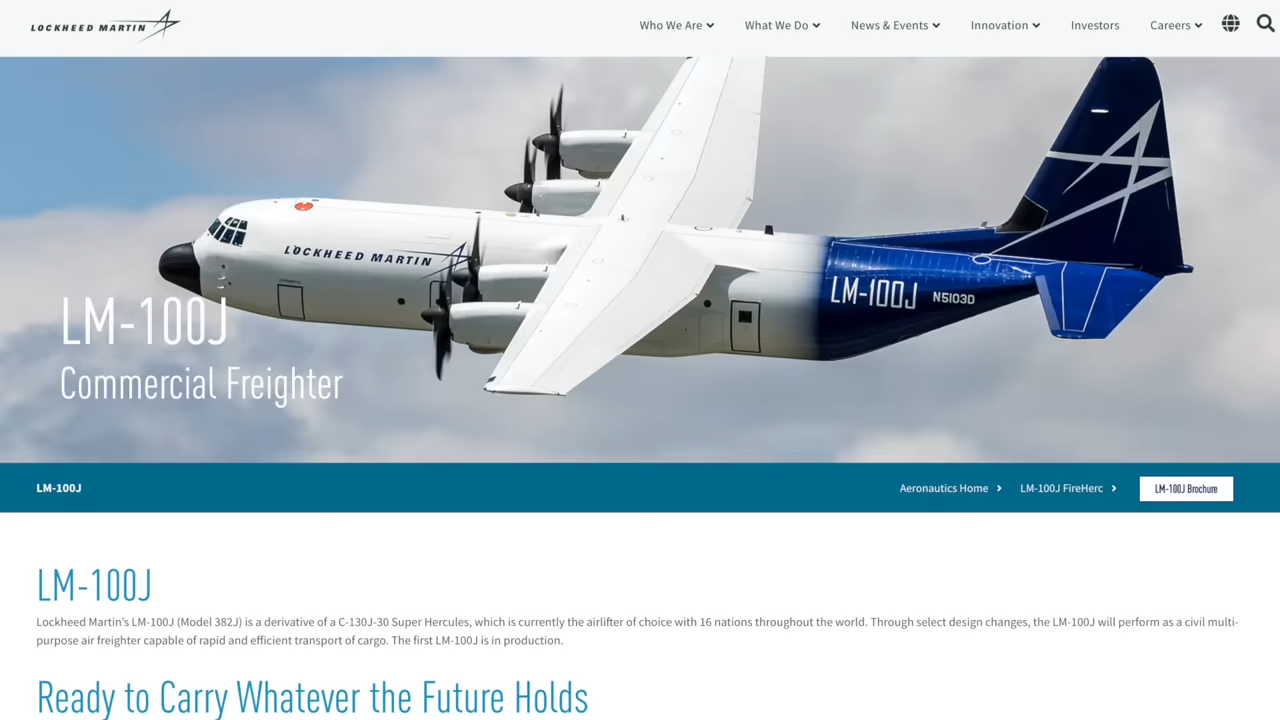 LOCKHEED MARTIN
Who We Are
What We Do
News & Events
Innovation
Investors
Careers
LOCKHEED MARTIN
LM-100J N5103D
LM-100J
Commercial Freighter
LM-100J
Aeronautics Home
LM-100J FireHerc
LM-100J Brochure
LM-100J
Lockheed Martin’s LM-100J (Model 382J) is a derivative of a C-130J-30 Super Hercules, which is currently the airlifter of choice with 16 nations throughout the world. Through select design changes, the LM-100J will perform as a civil multi-
purpose air freighter capable of rapid and efficient transport of cargo. The first LM-100J is in production.
Ready to Carry Whatever the Future Holds